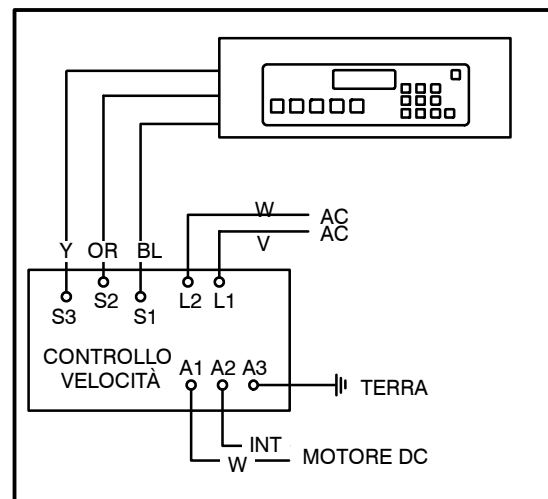 W AC
V AC
Y OR BL
S3 S2 S1 L2 L1
CONTROLLO
VELOCITÀ
A1 A2 A3
TERRA
INT
W MOTORE DC